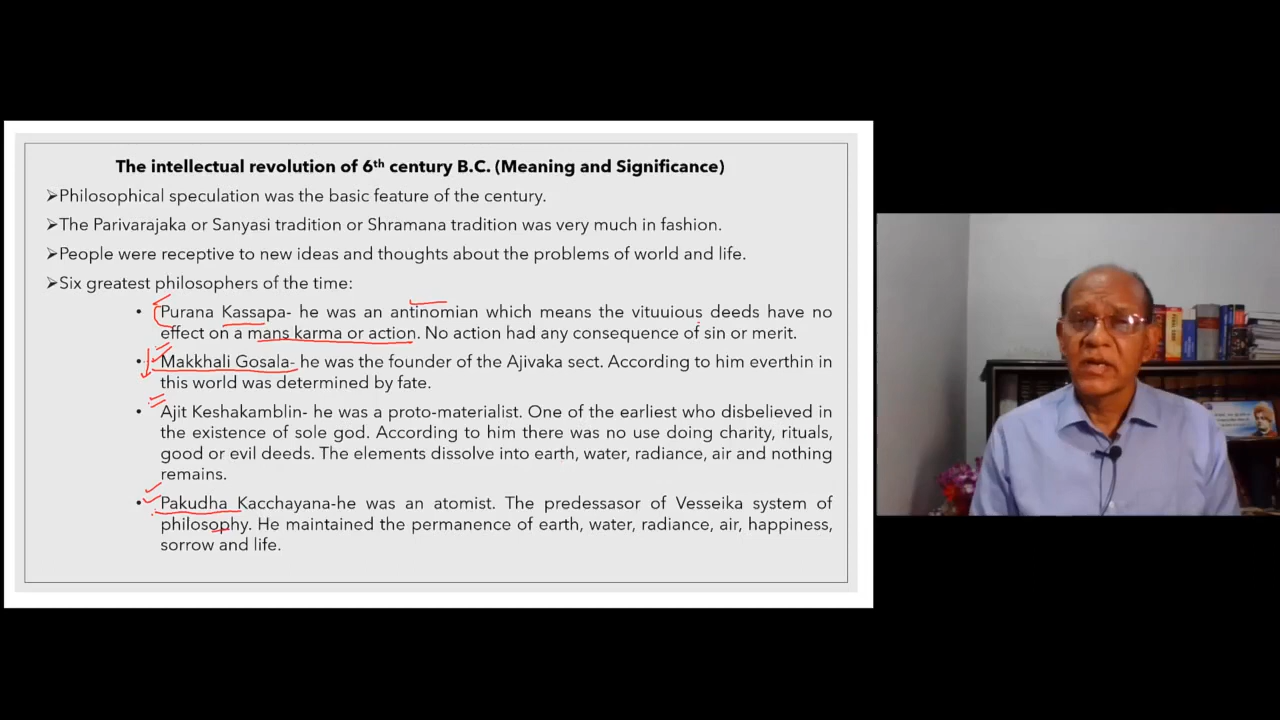 The intellectual revolution of 6th century B.C. (Meaning and Significance)
➢Philosophical speculation was the basic feature of the century.
➢The Parivarajaka or Sanyasi tradition or Shramana tradition was very much in fashion.
➢People were receptive to new ideas and thoughts about the problems of world and life.
➢Six greatest philosophers of the time:
• Purana Kassapa- he was an antinomian which means the vituuious deeds have no
effect on a mans karma or action. No action had any consequence of sin or merit.
• Makkhali Gosala- he was the founder of the Ajivaka sect. According to him everthin in
this world was determined by fate.
• Ajit Keshakamblin- he was a proto-materialist. One of the earliest who disbelieved in
the existence of sole god. According to him there was no use doing charity, rituals,
good or evil deeds. The elements dissolve into earth, water, radiance, air and nothing
remains.
• Pakudha Kacchayana-he was an atomist. The predessasor of Vesseika system of
philosophy. He maintained the permanence of earth, water, radiance, air, happiness,
sorrow and life.